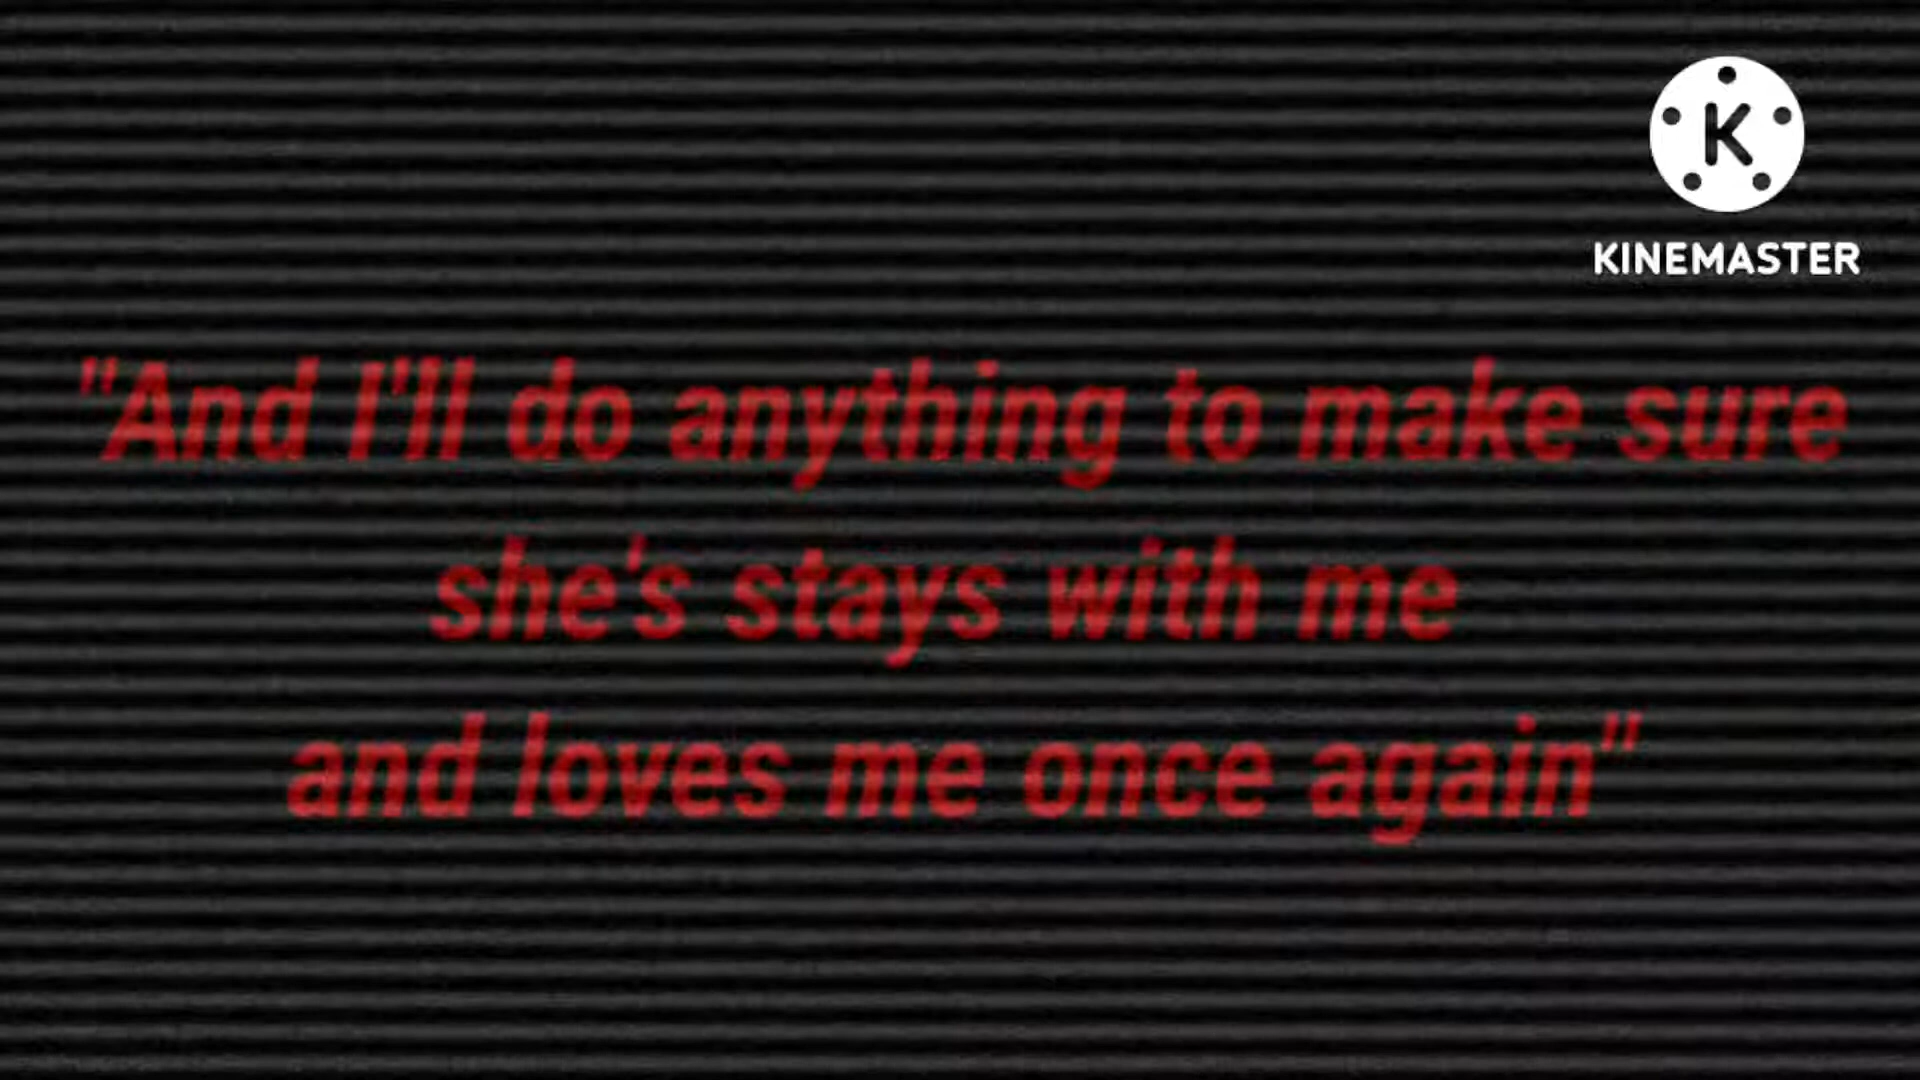 K
KINEMASTER
"And I'll do anything to make sure
she's stays with me
and loves me once again"